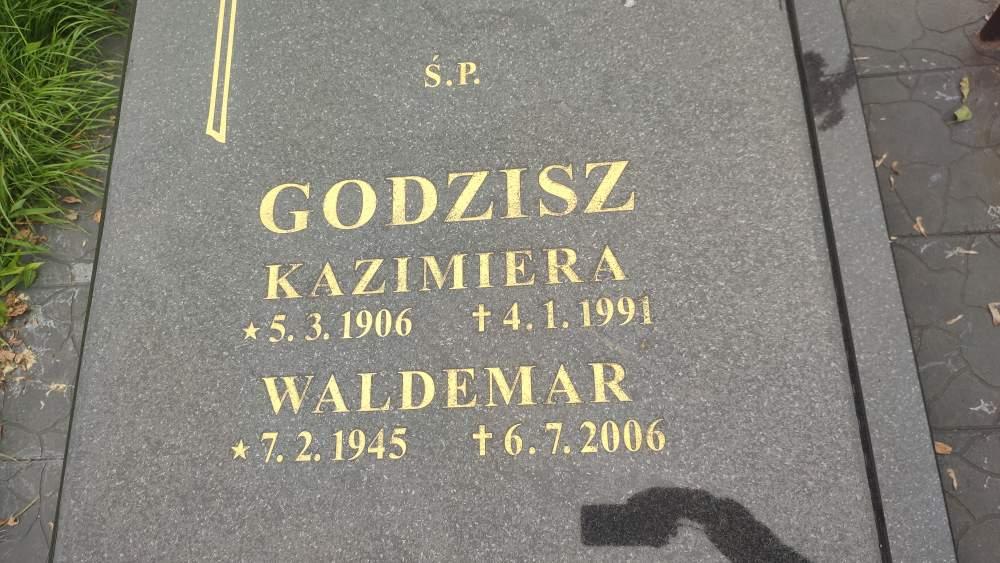 Ś.P.
GODZISZ
KAZIMIERA
★5.3.1906 ✝4.1.1991
WALDEMAR
★7.2.1945 ✝6.7.2006